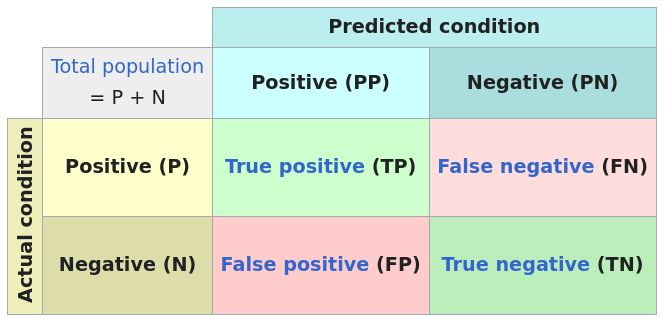 Predicted condition
Total population
= P + N
Positive (PP)
Negative (PN)
Actual condition
Positive (P)
True positive (TP)
False negative (FN)
Negative (N)
False positive (FP)
True negative (TN)